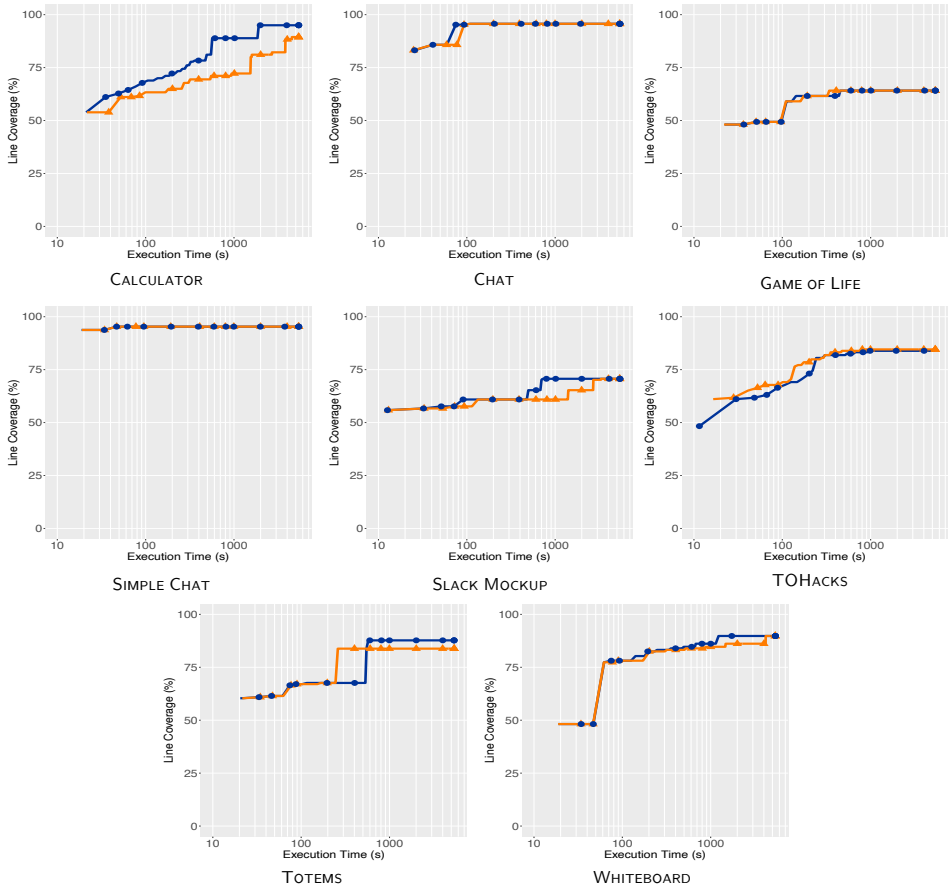 100
75
50
25
0
Line Coverage (%)
10 100 1000
Execution Time (s)
CALCULATOR
100
75
50
25
0
Line Coverage (%)
10 100 1000
Execution Time (s)
CHAT
100
75
50
25
0
Line Coverage (%)
10 100 1000
Execution Time (s)
GAME OF LIFE
100
75
50
25
0
Line Coverage (%)
10 100 1000
Execution Time (s)
SIMPLE CHAT
100
75
50
25
0
Line Coverage (%)
10 100 1000
Execution Time (s)
SLACK MOCKUP
100
75
50
25
0
Line Coverage (%)
10 100 1000
Execution Time (s)
TOHACKS
100
75
50
25
0
Line Coverage (%)
10 100 1000
Execution Time (s)
TOTEMS
100
75
50
25
0
Line Coverage (%)
10 100 1000
Execution Time (s)
WHITEBOARD